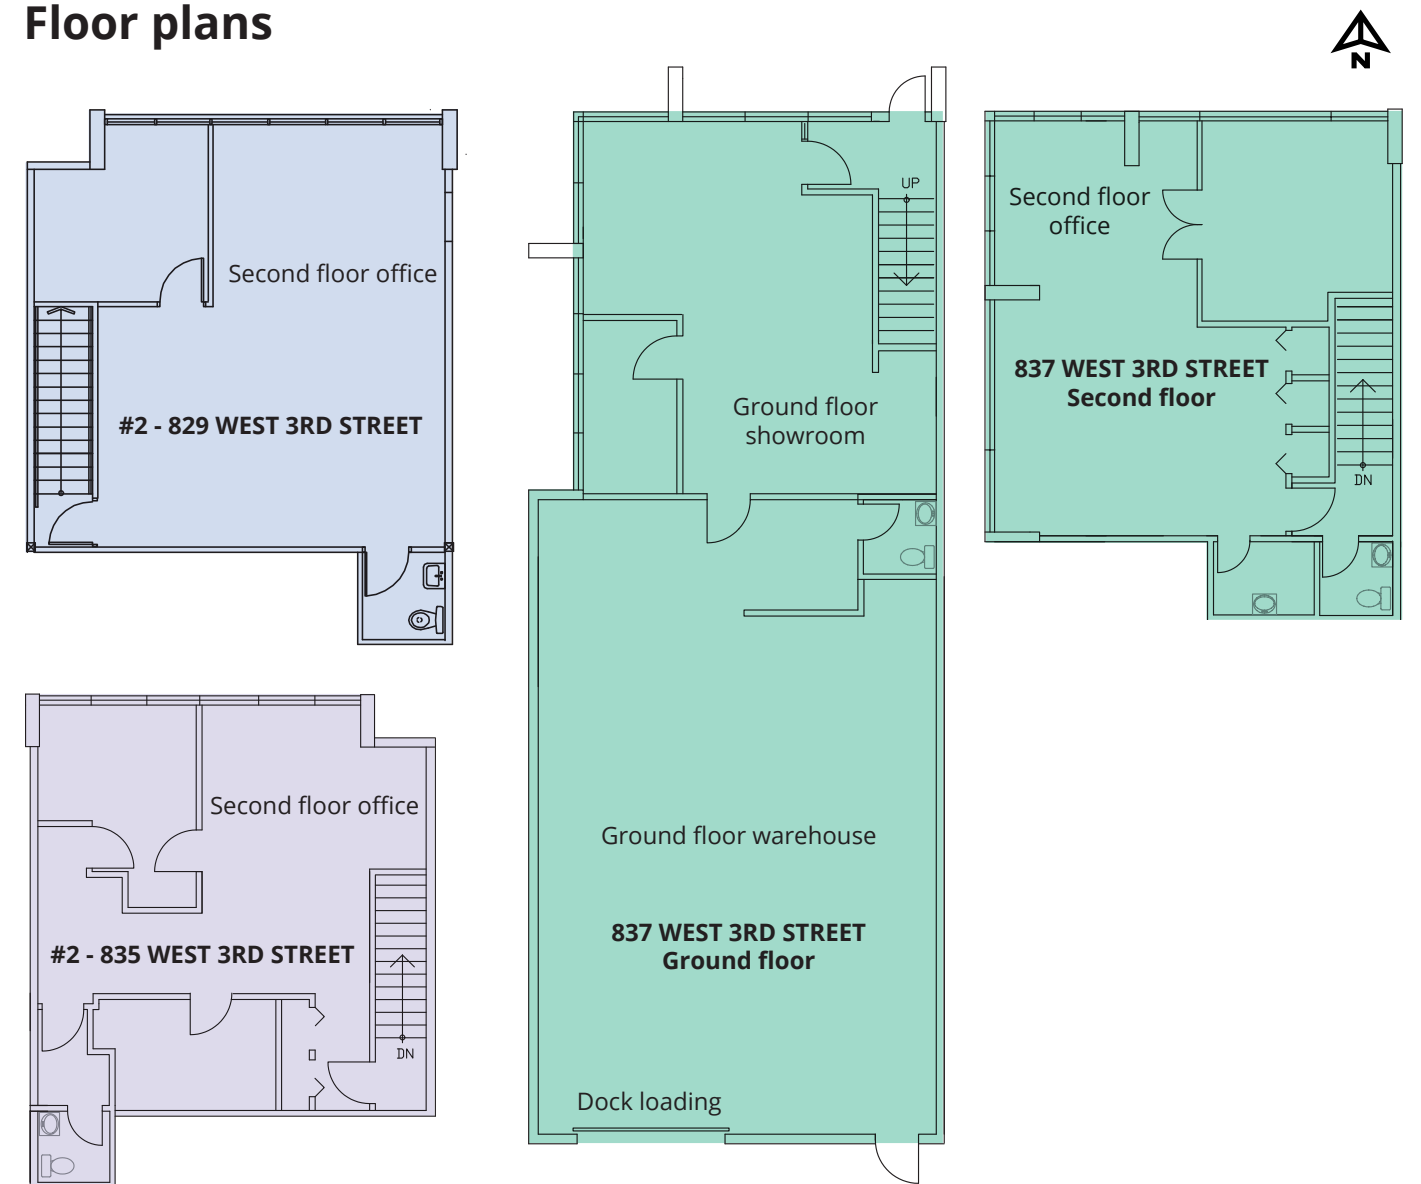 Floor plans
N
Second floor office
#2 - 829 WEST 3RD STREET
UP
Ground floor
showroom
Second floor
office
837 WEST 3RD STREET
Second floor
DN
Second floor office
#2 - 835 WEST 3RD STREET
DN
Ground floor warehouse
837 WEST 3RD STREET
Ground floor
Dock loading